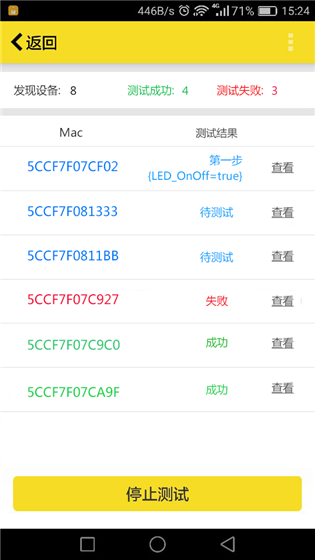 446B/s 4G 71% 15:24
返回
发现设备: 8 测试成功: 4 测试失败: 3
Mac 测试结果
5CCF7F07CF02 第一步 {LED_OnOff=true} 查看
5CCF7F081333 待测试 查看
5CCF7F0811BB 待测试 查看
5CCF7F07C927 失败 查看
5CCF7F07C9C0 成功 查看
5CCF7F07CA9F 成功 查看
停止测试